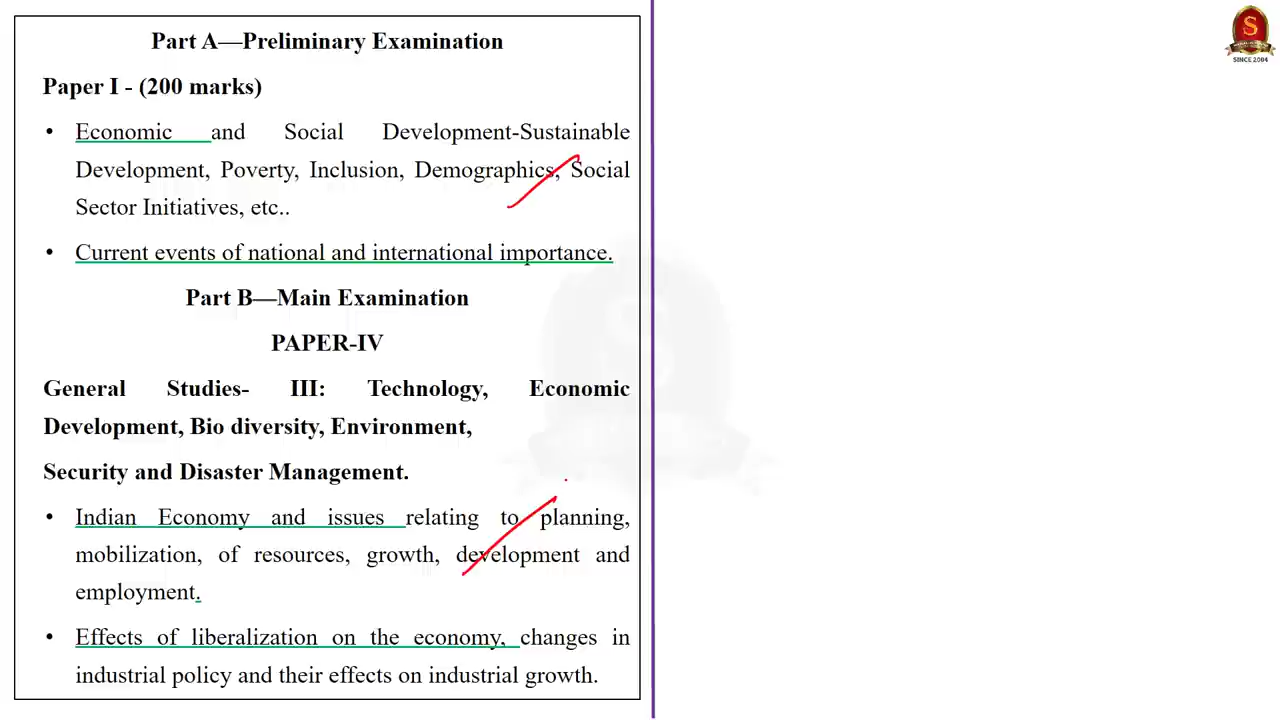 Part A—Preliminary Examination
Paper I - (200 marks)
• Economic and Social Development-Sustainable
Development, Poverty, Inclusion, Demographics, Social
Sector Initiatives, etc..
• Current events of national and international importance.
Part B—Main Examination
PAPER-IV
General Studies- III: Technology, Economic
Development, Bio diversity, Environment,
Security and Disaster Management.
• Indian Economy and issues relating to planning,
mobilization, of resources, growth, development and
employment.
• Effects of liberalization on the economy, changes in
industrial policy and their effects on industrial growth.
S
SINCE 2004